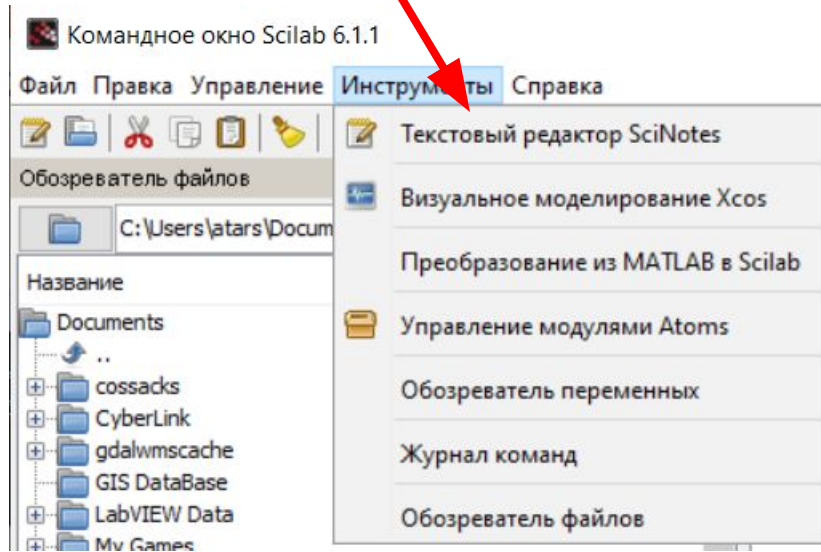 Командное окно Scilab 6.1.1
Файл Правка Управление Инструменты Справка
Обозреватель файлов
C:\Users\atars\Docum
Название
Documents
..
cossacks
CyberLink
gdalwmscache
GIS DataBase
LabVIEW Data
My Games
Текстовый редактор SciNotes
Визуальное моделирование Xcos
Преобразование из MATLAB в Scilab
Управление модулями Atoms
Обозреватель переменных
Журнал команд
Обозреватель файлов